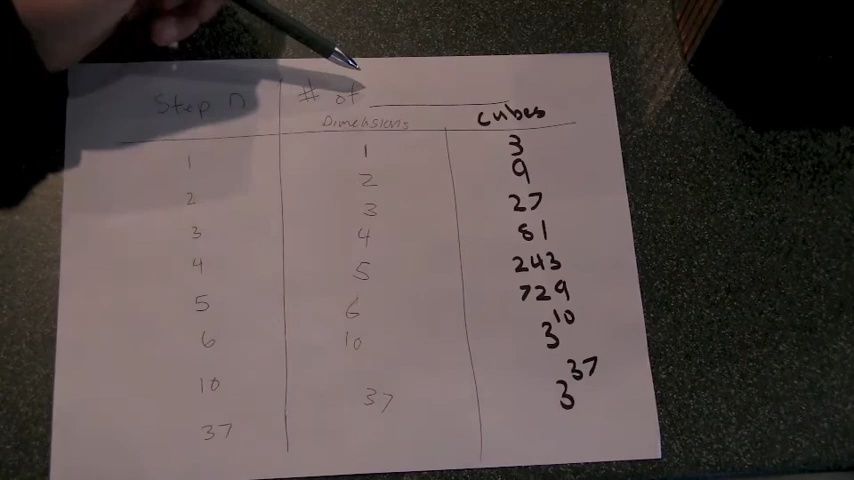 Step n # of
Dimensions cubes
1 1 3
2 2 9
3 3 27
4 4 81
5 5 243
6 6 729
10 10 3^10
37 37 3^37